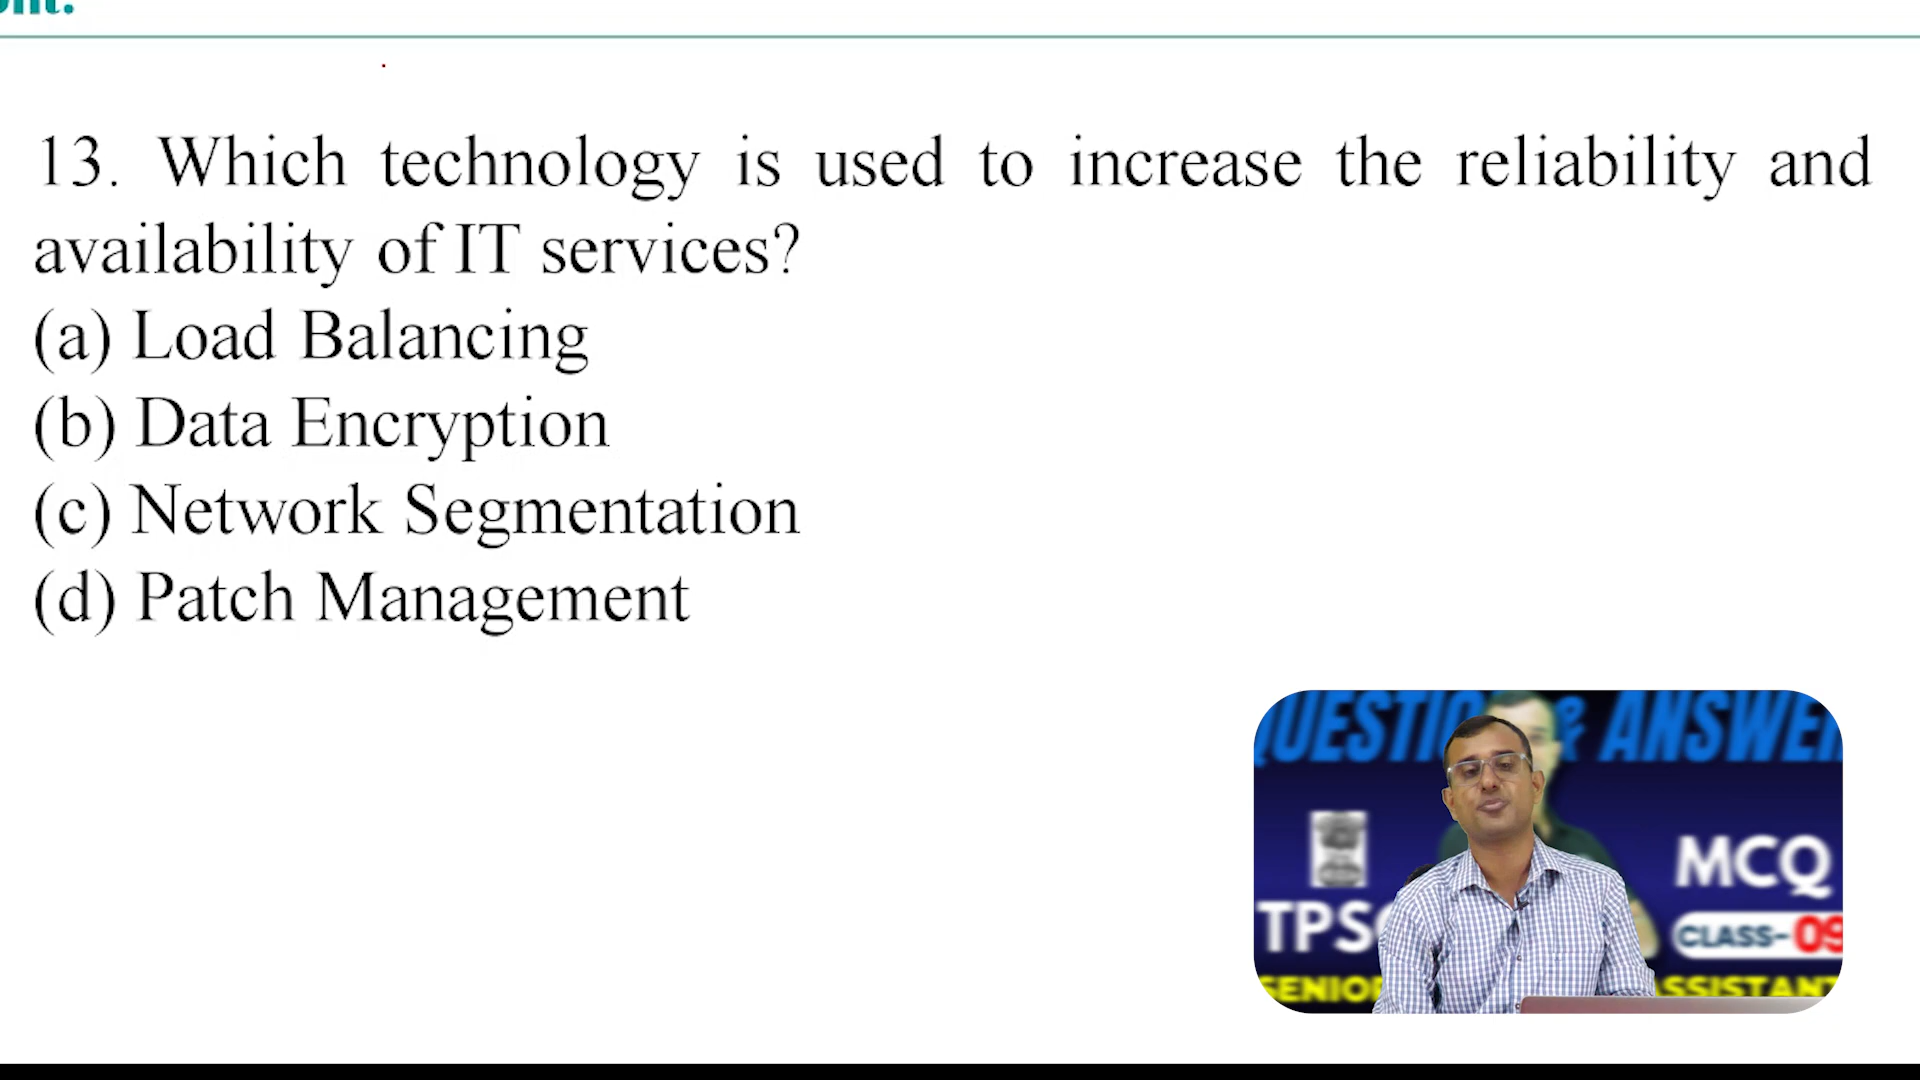 13. Which technology is used to increase the reliability and
availability of IT services?
(a) Load Balancing
(b) Data Encryption
(c) Network Segmentation
(d) Patch Management
& ANSWER
MCQ
CLASS-09